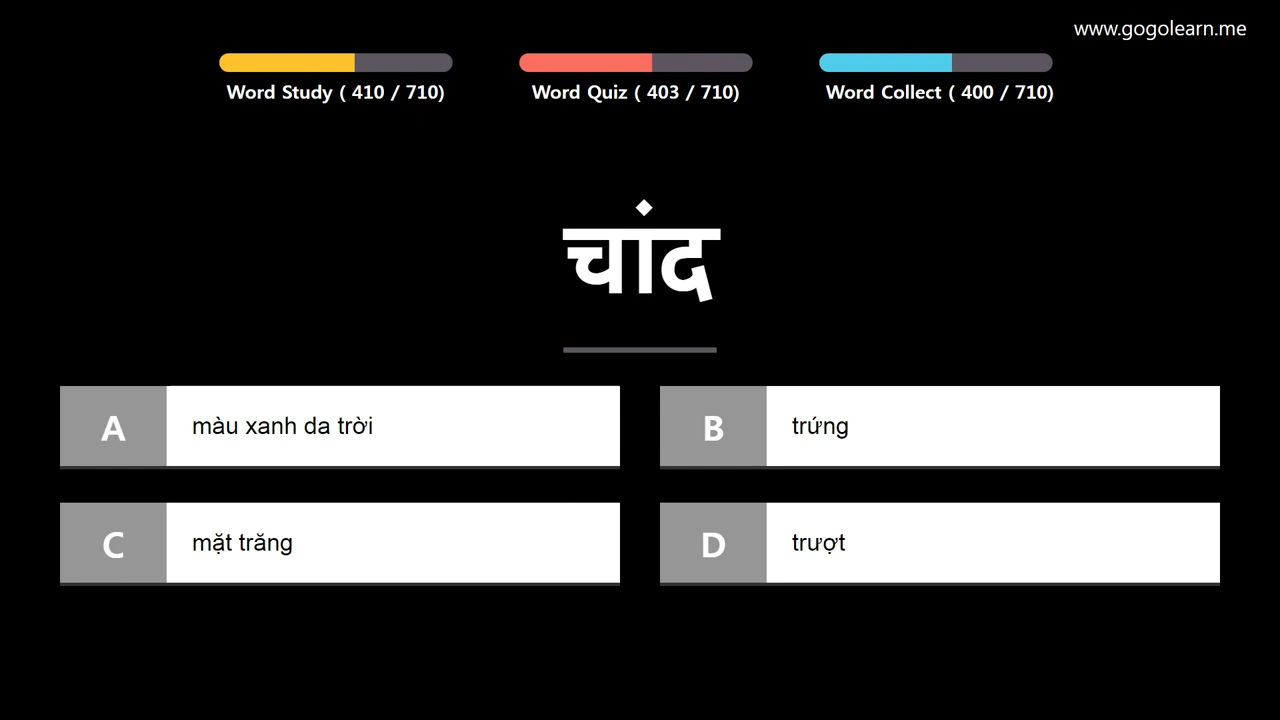 www.gogolearn.me
Word Study ( 410 / 710)
Word Quiz ( 403 / 710)
Word Collect ( 400 / 710)
चांद
A màu xanh da trời
B trứng
C mặt trăng
D trượt